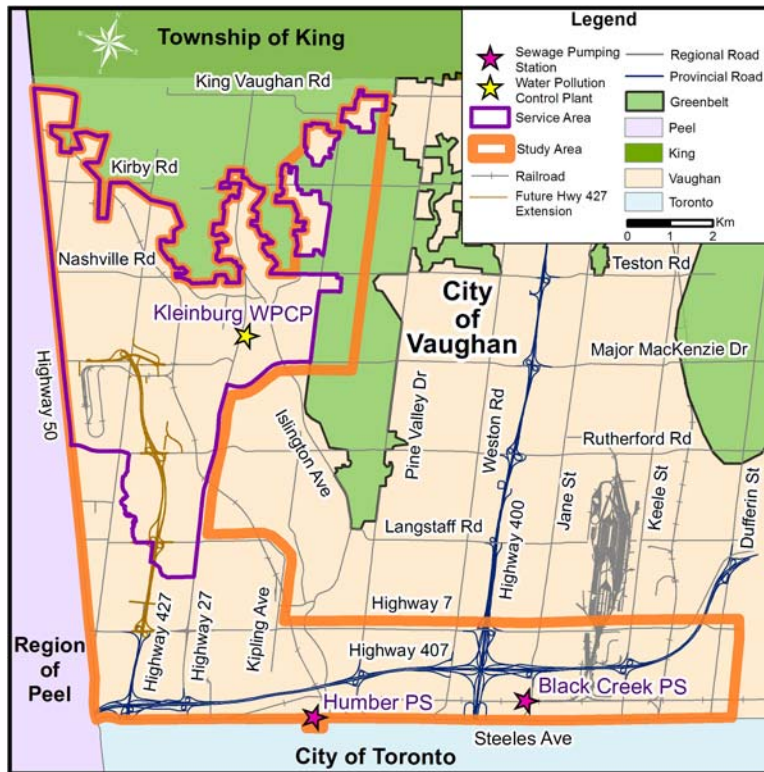 Township of King
King Vaughan Rd
Kirby Rd
Nashville Rd
Kleinburg WPCP
Highway 50
City
of
Vaughan
Teston Rd
Major MacKenzie Dr
Islington Ave
Pine Valley Dr
Weston Rd
Rutherford Rd
Langstaff Rd
Highway 400
Jane St
Keele St
Dufferin St
Highway 7
Highway 427
Highway 27
Kipling Ave
Highway 407
Region
of
Peel
Humber PS
Black Creek PS
Steeles Ave
City of Toronto
Legend
Sewage Pumping
Station
Water Pollution
Control Plant
Service Area
Study Area
Railroad
Future Hwy 427
Extension
Regional Road
Provincial Road
Greenbelt
Peel
King
Vaughan
Toronto
Km
0 1 2